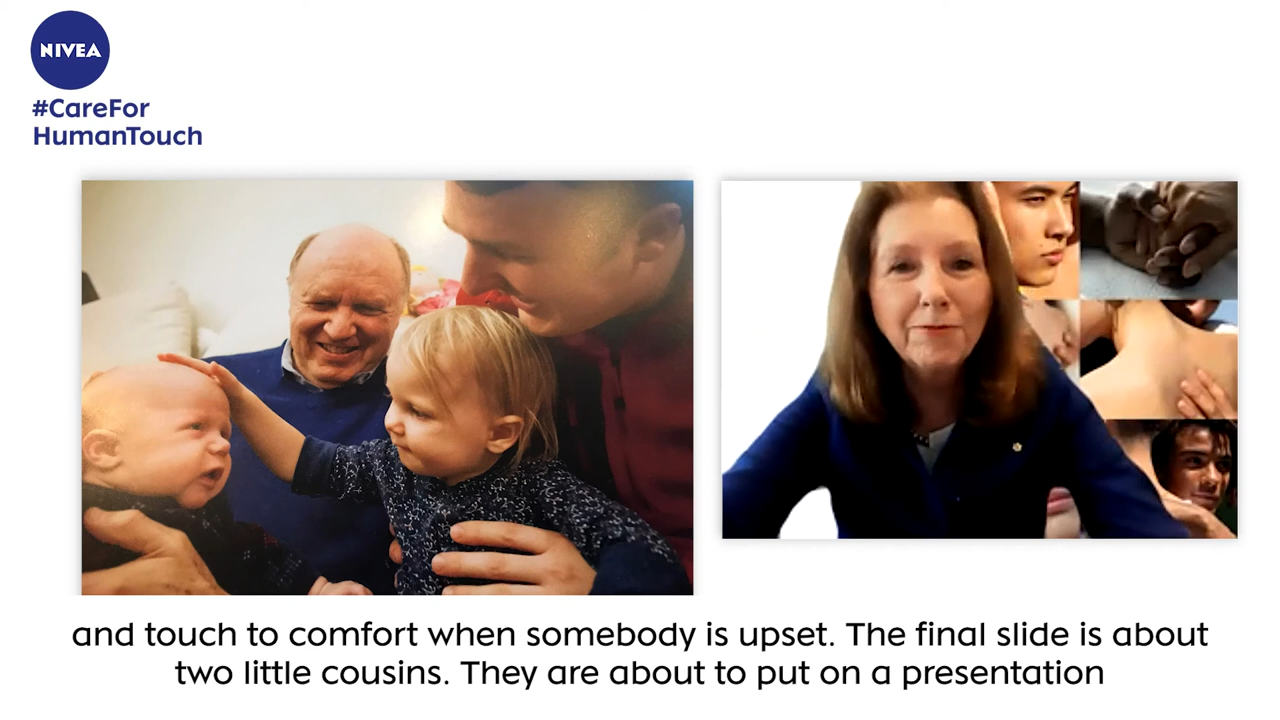 NIVEA
#CareFor
HumanTouch
and touch to comfort when somebody is upset. The final slide is about
two little cousins. They are about to put on a presentation